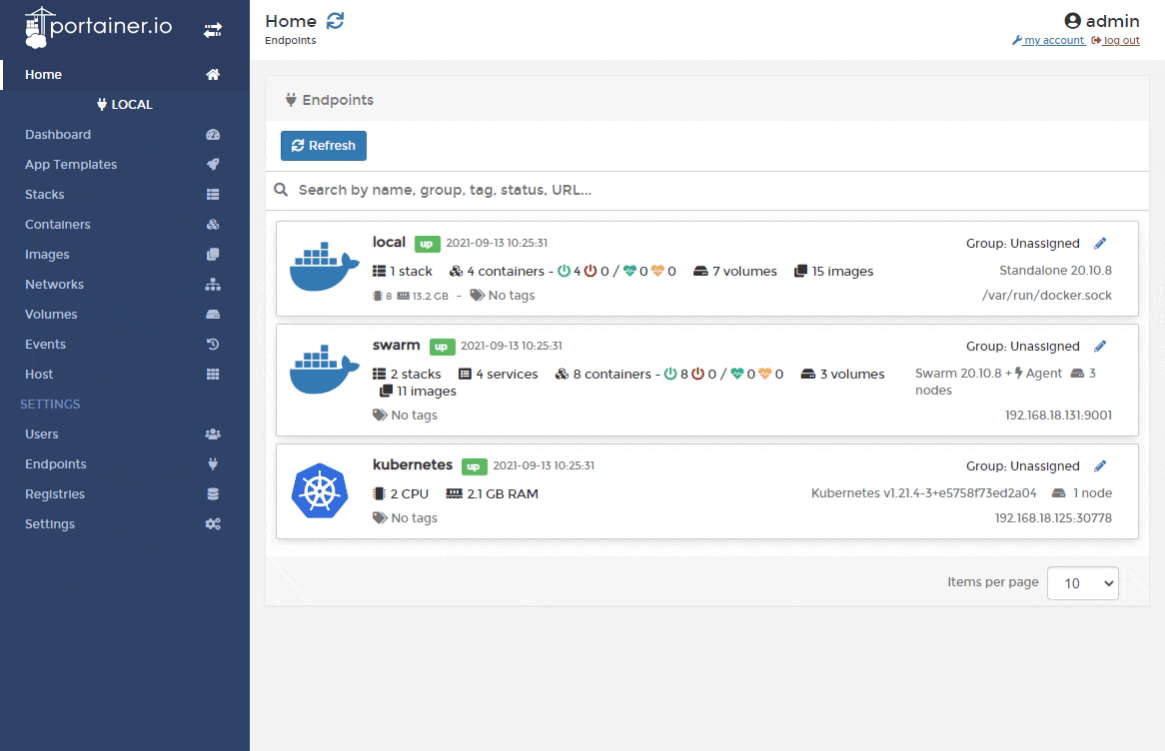 portainer.io
Home
LOCAL
Dashboard
App Templates
Stacks
Containers
Images
Networks
Volumes
Events
Host
SETTINGS
Users
Endpoints
Registries
Settings
Home
Endpoints
admin
my account log out
Endpoints
Refresh
Search by name, group, tag, status, URL...
local up 2021-09-13 10:25:31 Group: Unassigned
1 stack 4 containers - 4 0 / 0 0 7 volumes 15 images Standalone 20.10.8
8 13.2 GB - No tags /var/run/docker.sock
swarm up 2021-09-13 10:25:31 Group: Unassigned
2 stacks 4 services 8 containers - 8 0 / 0 0 3 volumes Swarm 20.10.8 + Agent 3
11 images nodes
No tags 192.168.18.131:9001
kubernetes up 2021-09-13 10:25:31 Group: Unassigned
2 CPU 2.1 GB RAM Kubernetes v1.21.4-3+e5758f73ed2a04 1 node
No tags 192.168.18.125:30778
Items per page 10